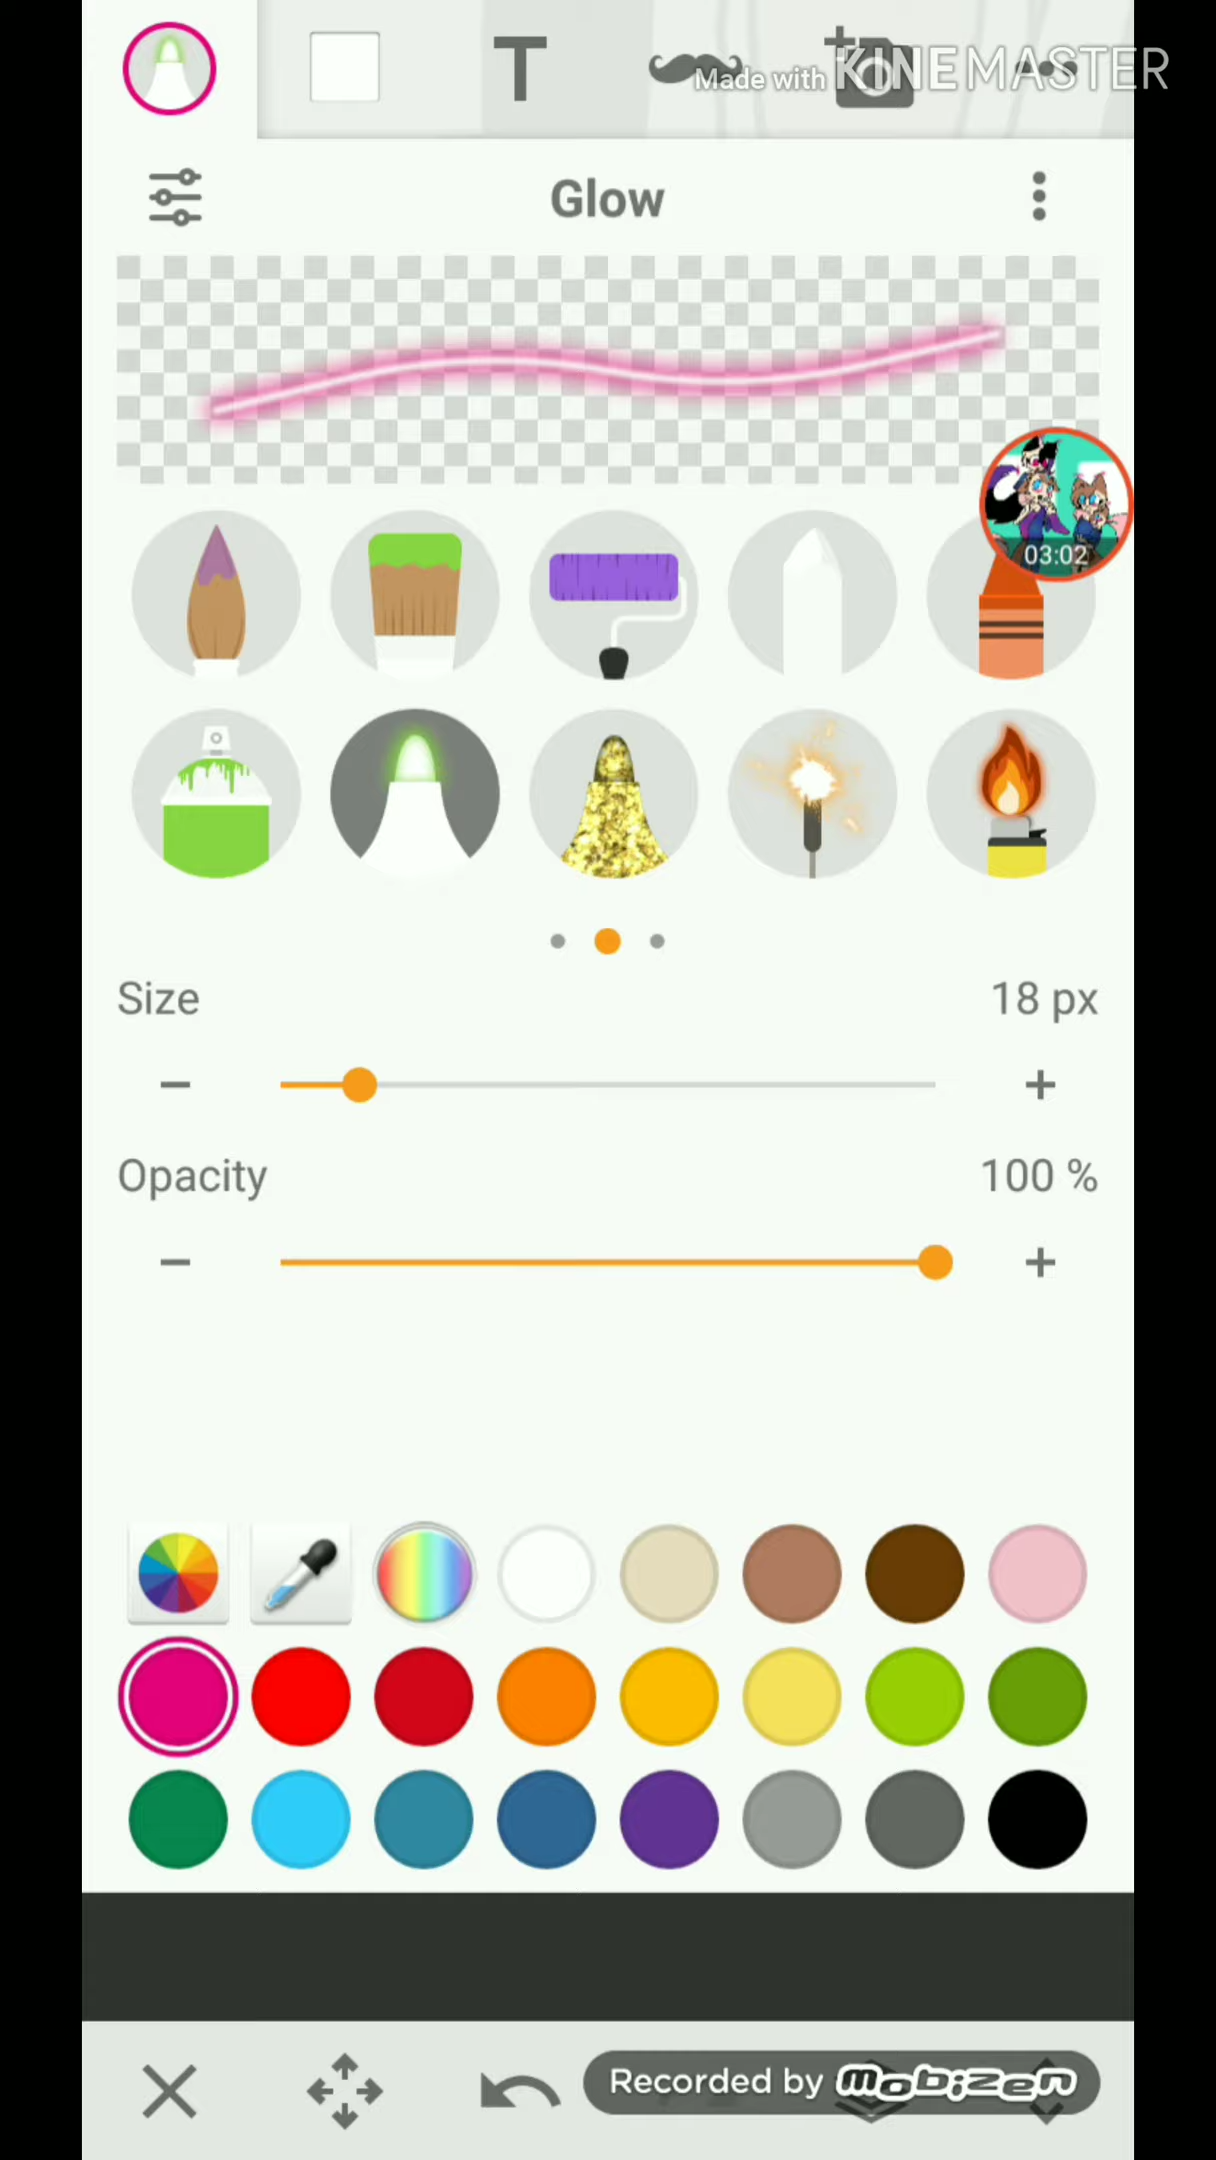 T
Made with KINEMASTER
Glow
03:02
Size 18 px
Opacity 100 %
Recorded by mobizen